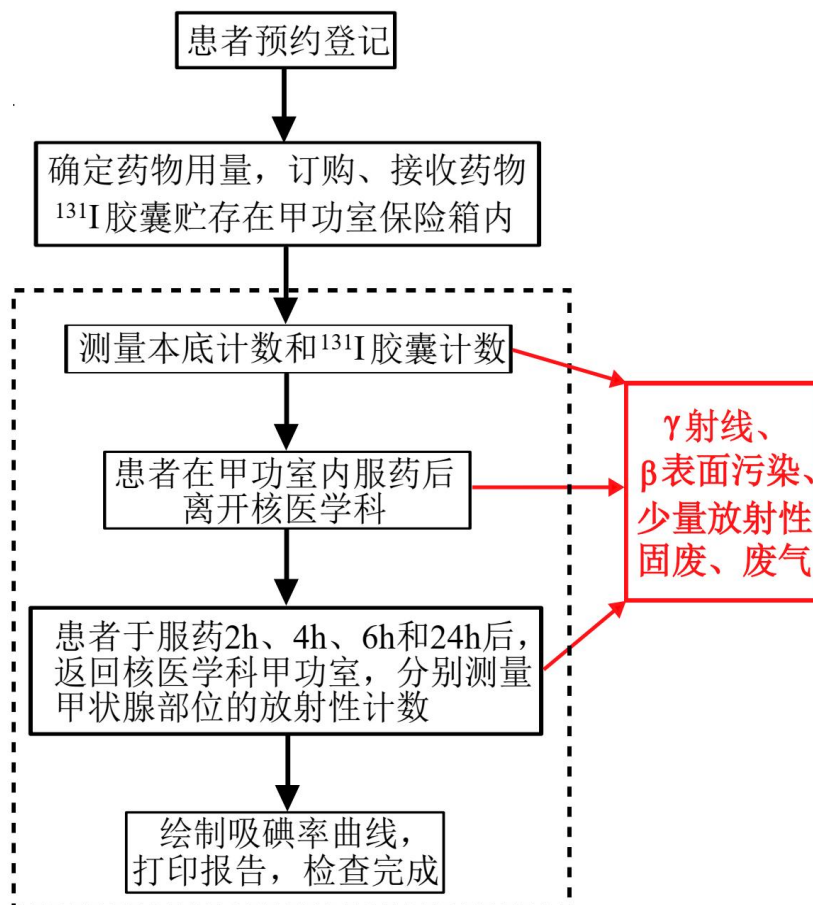 患者预约登记
确定药物用量，订购、接收药物
¹³¹I胶囊贮存在甲功室保险箱内
测量本底计数和¹³¹I胶囊计数
患者在甲功室内服药后
离开核医学科
γ射线、
β表面污染、
少量放射性
固废、废气
患者于服药2h、4h、6h和24h后，
返回核医学科甲功室，分别测量
甲状腺部位的放射性计数
绘制吸碘率曲线，
打印报告，检查完成